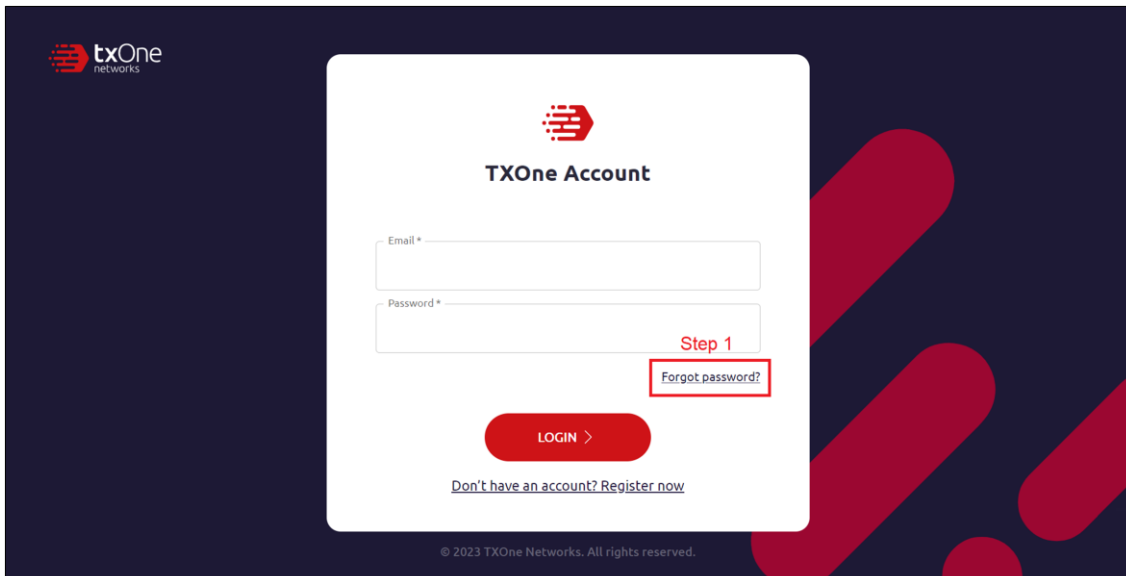 txOne
networks
TXOne Account
Email *
Password *
Step 1
Forgot password?
LOGIN
Don't have an account? Register now
© 2023 TXOne Networks. All rights reserved.